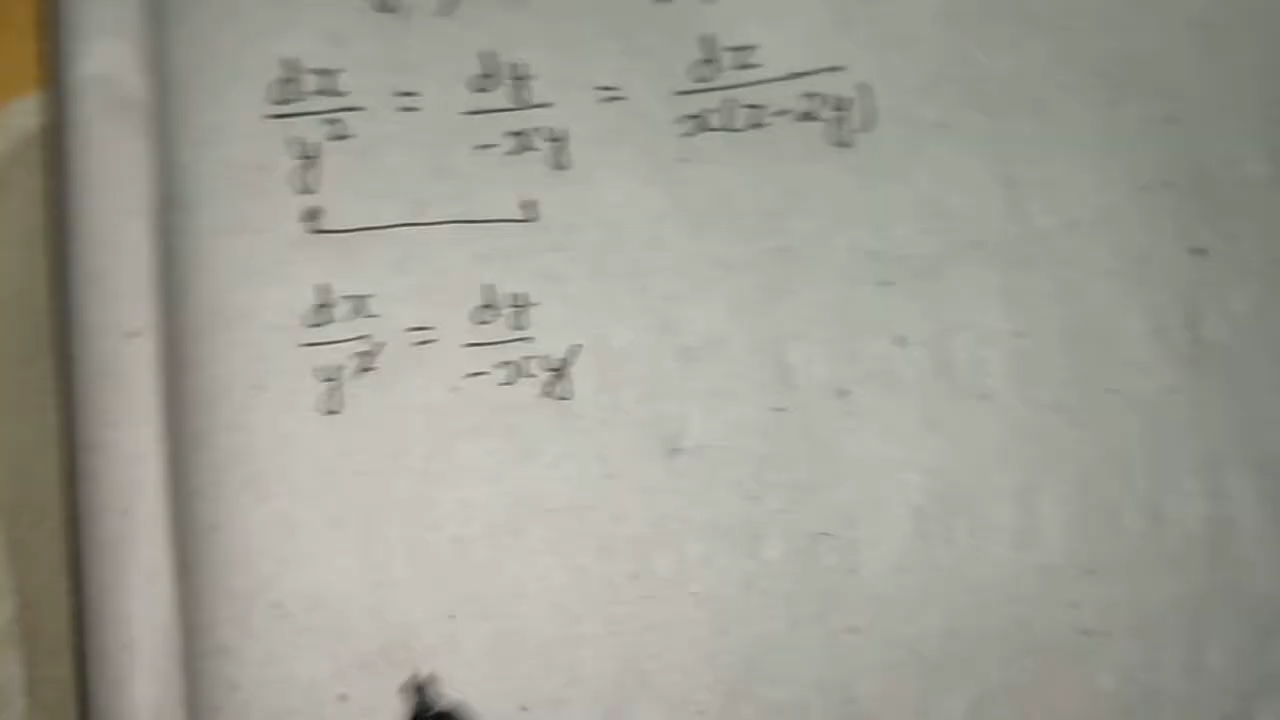 dx/y² = dy/-xy = dz/x(z-2y)
dx/y² = dy/-xy